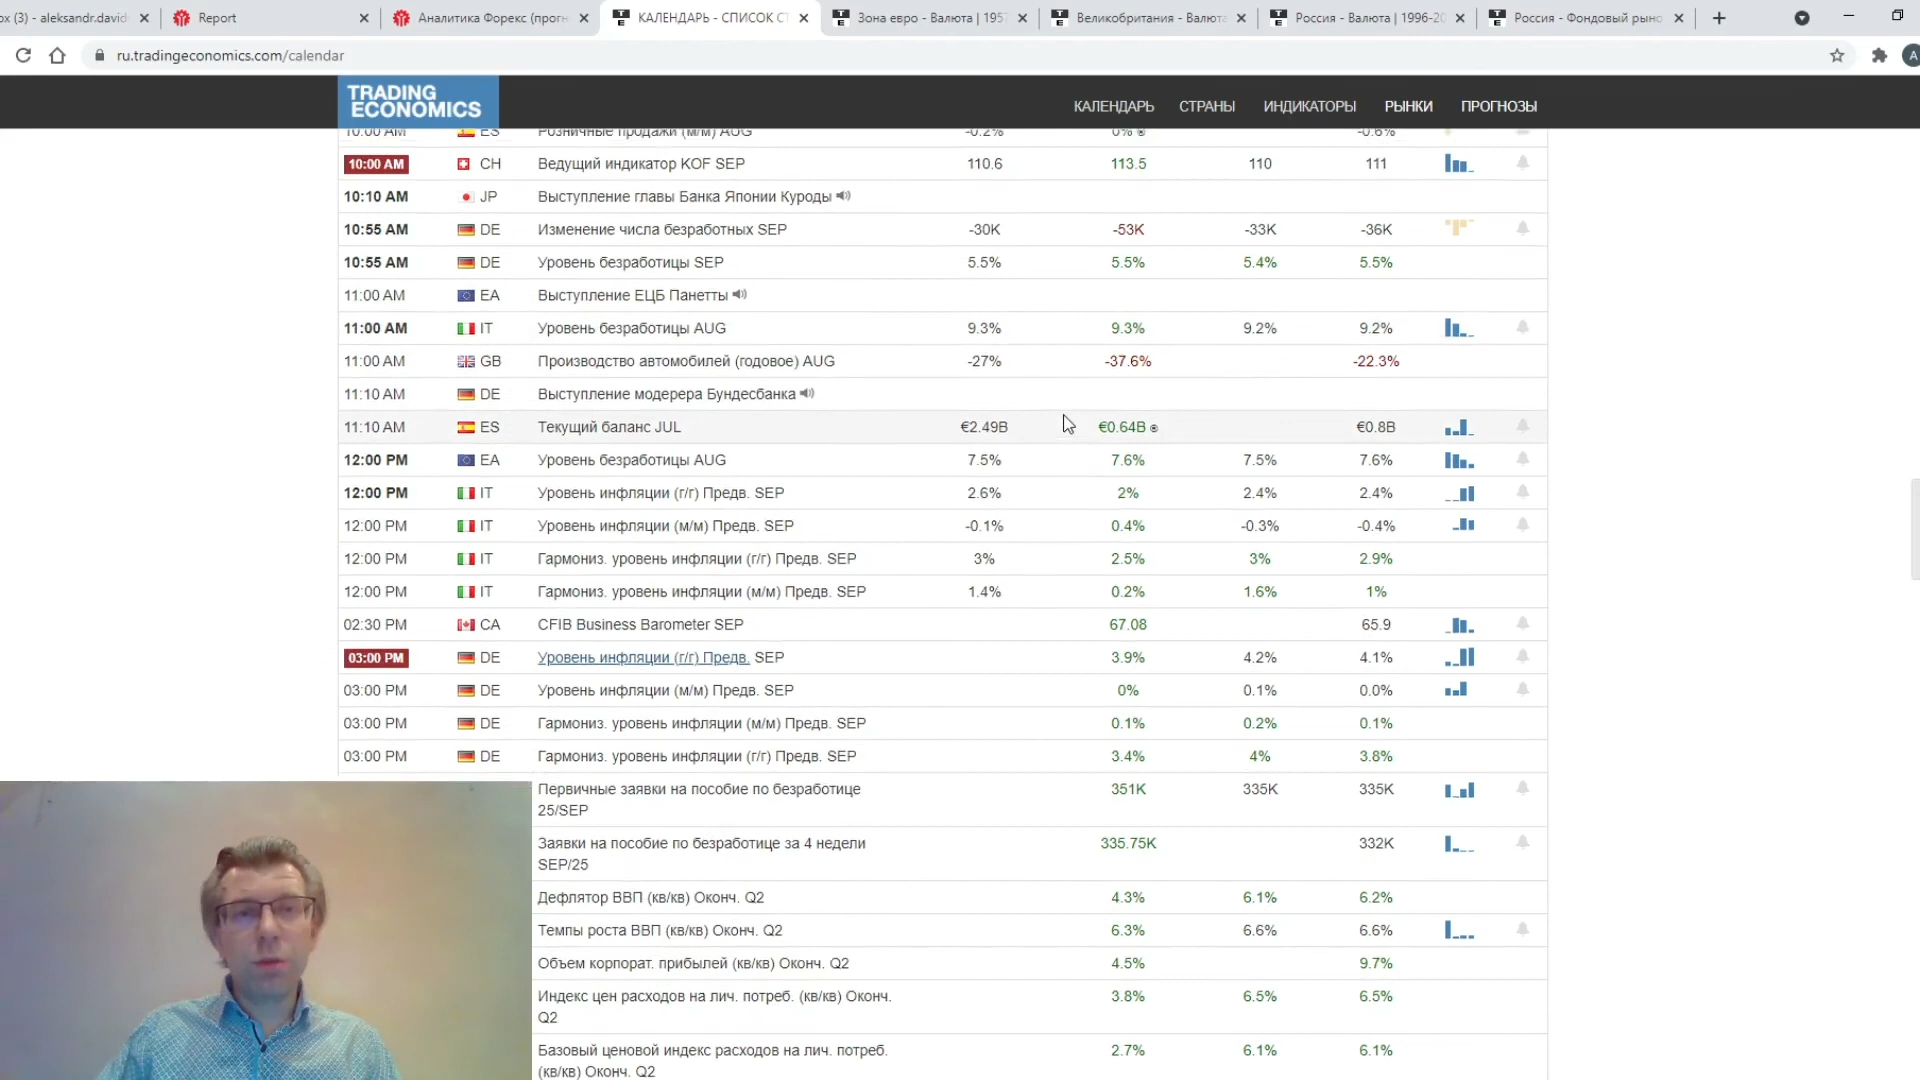 ox (3) - aleksandr.david
Report
Аналитика Форекс (прогн
КАЛЕНДАРЬ - СПИСОК СТ
Зона евро - Валюта | 1957
Великобритания - Валюта
Россия - Валюта | 1996-20
Россия - Фондовый рыно
ru.tradingeconomics.com/calendar
A
TRADING ECONOMICS
КАЛЕНДАРЬ СТРАНЫ ИНДИКАТОРЫ РЫНКИ ПРОГНОЗЫ
10:00 AM ES Розничные продажи (м/м) AUG -0.2% 0% ® -0.6%
10:00 AM CH Ведущий индикатор KOF SEP 110.6 113.5 110 111
10:10 AM JP Выступление главы Банка Японии Куроды
10:55 AM DE Изменение числа безработных SEP -30K -53K -33K -36K
10:55 AM DE Уровень безработицы SEP 5.5% 5.5% 5.4% 5.5%
11:00 AM EA Выступление ЕЦБ Панетты
11:00 AM IT Уровень безработицы AUG 9.3% 9.3% 9.2% 9.2%
11:00 AM GB Производство автомобилей (годовое) AUG -27% -37.6% -22.3%
11:10 AM DE Выступление модерера Бундесбанка
11:10 AM ES Текущий баланс JUL €2.49B €0.64B ® €0.8B
12:00 PM EA Уровень безработицы AUG 7.5% 7.6% 7.5% 7.6%
12:00 PM IT Уровень инфляции (г/г) Предв. SEP 2.6% 2% 2.4% 2.4%
12:00 PM IT Уровень инфляции (м/м) Предв. SEP -0.1% 0.4% -0.3% -0.4%
12:00 PM IT Гармониз. уровень инфляции (г/г) Предв. SEP 3% 2.5% 3% 2.9%
12:00 PM IT Гармониз. уровень инфляции (м/м) Предв. SEP 1.4% 0.2% 1.6% 1%
02:30 PM CA CFIB Business Barometer SEP 67.08 65.9
03:00 PM DE Уровень инфляции (г/г) Предв. SEP 3.9% 4.2% 4.1%
03:00 PM DE Уровень инфляции (м/м) Предв. SEP 0% 0.1% 0.0%
03:00 PM DE Гармониз. уровень инфляции (м/м) Предв. SEP 0.1% 0.2% 0.1%
03:00 PM DE Гармониз. уровень инфляции (г/г) Предв. SEP 3.4% 4% 3.8%
Первичные заявки на пособие по безработице 351K 335K 335K
25/SEP
Заявки на пособие по безработице за 4 недели 335.75K 332K
SEP/25
Дефлятор ВВП (кв/кв) Оконч. Q2 4.3% 6.1% 6.2%
Темпы роста ВВП (кв/кв) Оконч. Q2 6.3% 6.6% 6.6%
Объем корпорат. прибылей (кв/кв) Оконч. Q2 4.5% 9.7%
Индекс цен расходов на лич. потреб. (кв/кв) Оконч. 3.8% 6.5% 6.5%
Q2
Базовый ценовой индекс расходов на лич. потреб. 2.7% 6.1% 6.1%
(кв/кв) Оконч. Q2